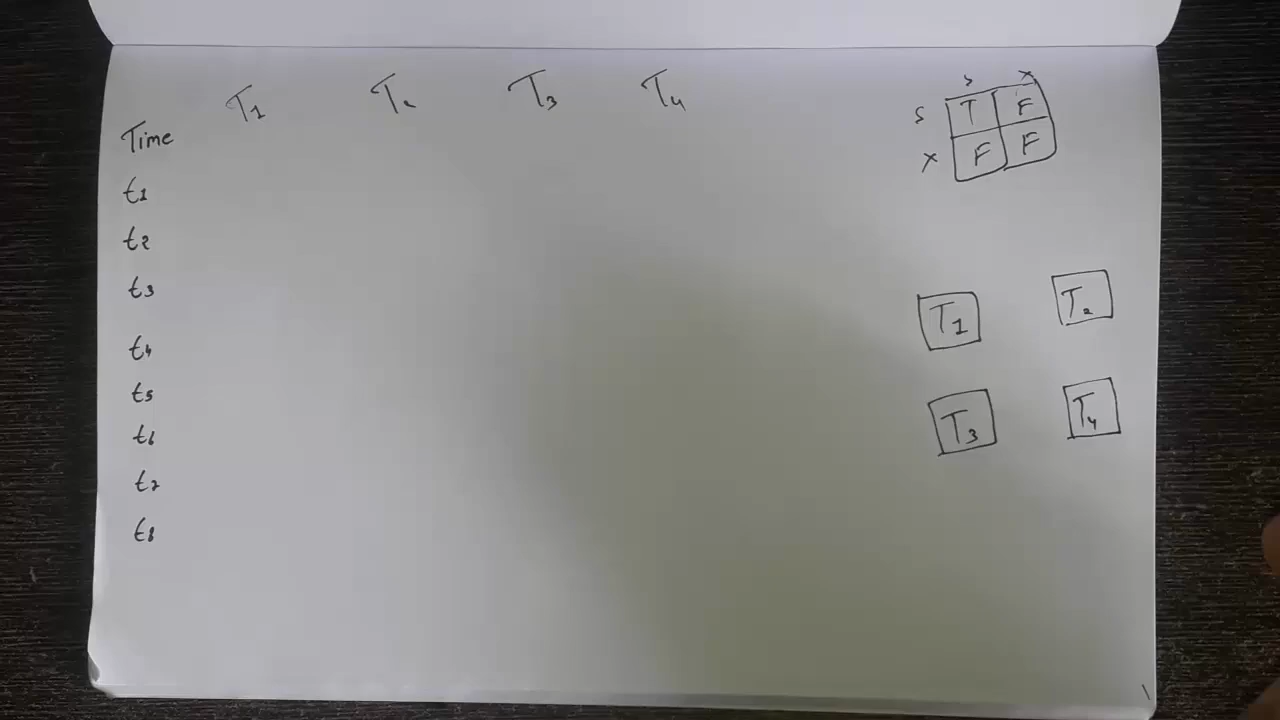 T1 T2 T3 T4
Time
t1
t2
t3
t4
t5
t6
t7
t8
S X
S T F
X F F
T1 T2
T3 T4